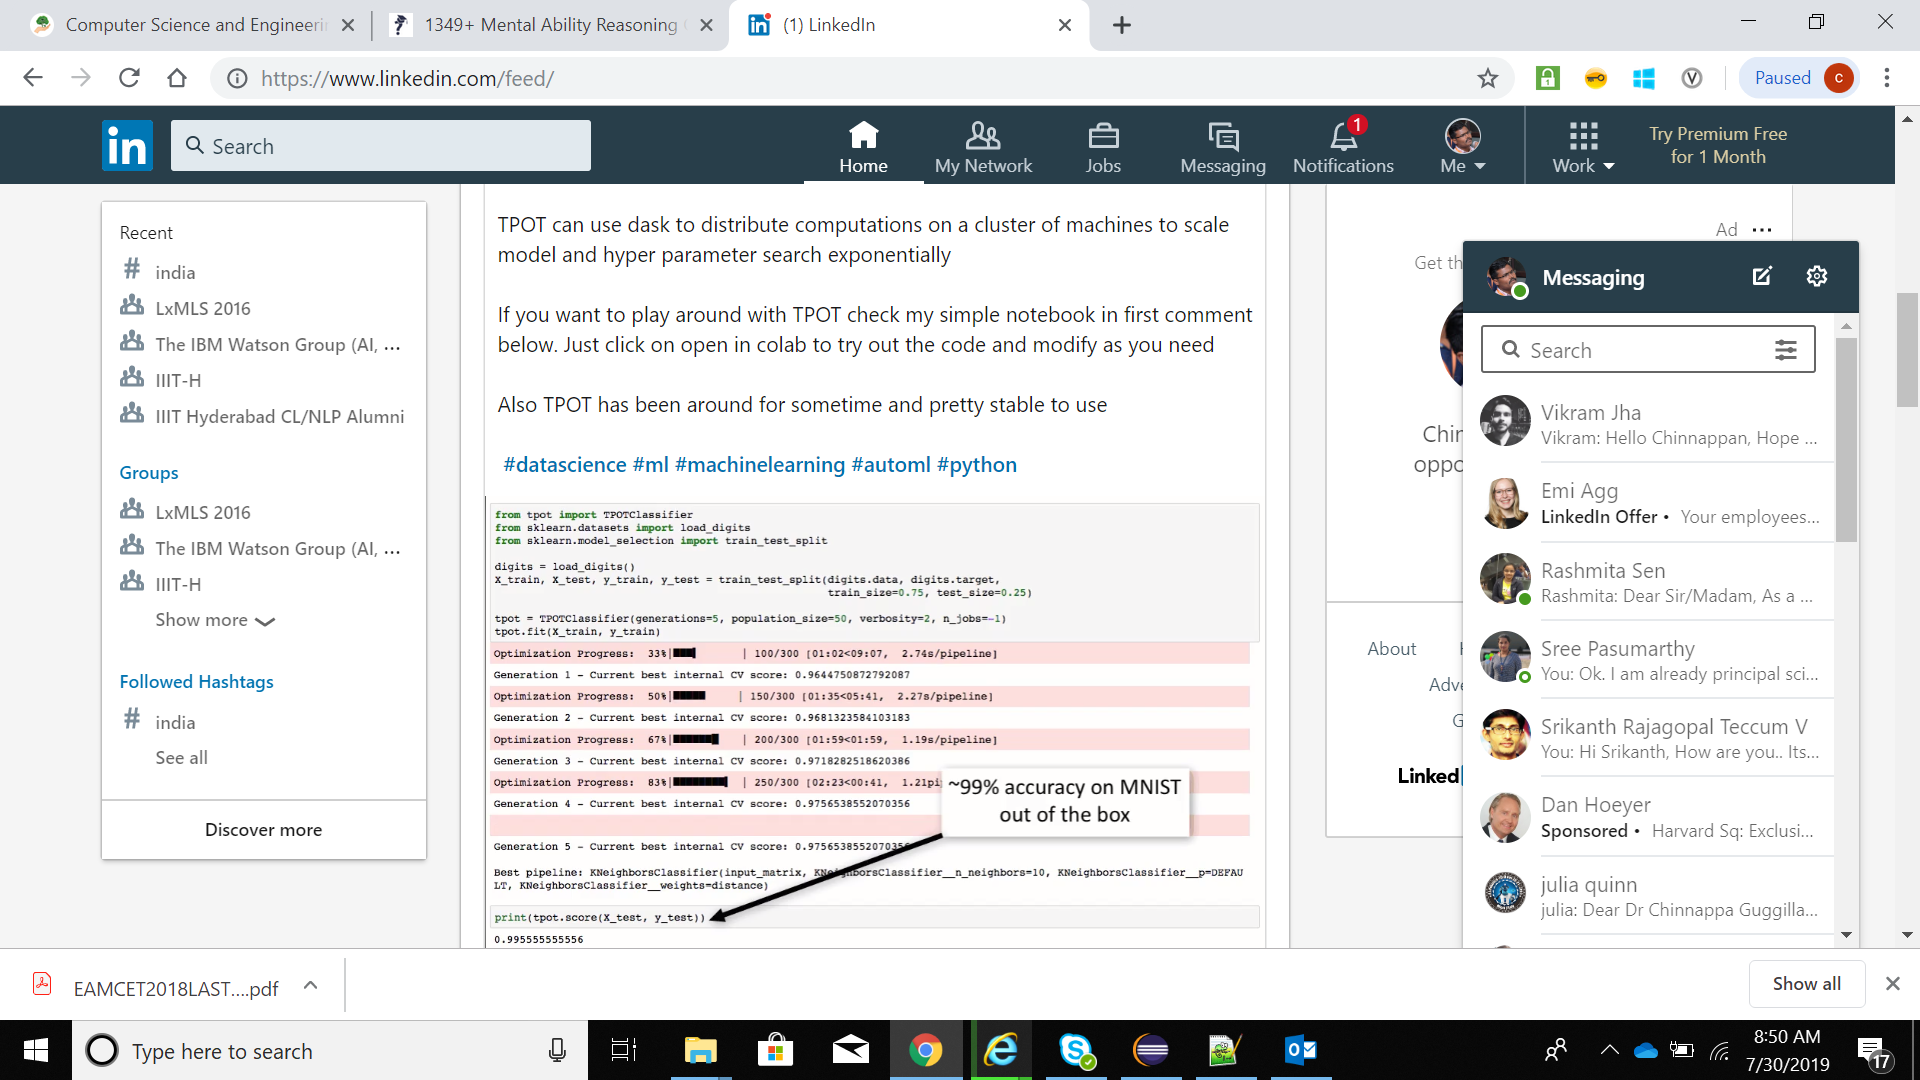 Computer Science and Engineerin
1349+ Mental Ability Reasoning
(1) LinkedIn
https://www.linkedin.com/feed/
Paused
c
in
Search
Home
My Network
Jobs
Messaging
1
Notifications
Me
Work
Try Premium Free
for 1 Month
Recent
# india
LxMLS 2016
The IBM Watson Group (AI, ...
IIIT-H
IIIT Hyderabad CL/NLP Alumni
Groups
LxMLS 2016
The IBM Watson Group (AI, ...
IIIT-H
Show more
Followed Hashtags
# india
See all
Discover more
TPOT can use dask to distribute computations on a cluster of machines to scale
model and hyper parameter search exponentially
If you want to play around with TPOT check my simple notebook in first comment
below. Just click on open in colab to try out the code and modify as you need
Also TPOT has been around for sometime and pretty stable to use
#datascience #ml #machinelearning #automl #python
from tpot import TPOTClassifier
from sklearn.datasets import load_digits
from sklearn.model_selection import train_test_split
digits = load_digits()
X_train, X_test, y_train, y_test = train_test_split(digits.data, digits.target,
train_size=0.75, test_size=0.25)
tpot = TPOTClassifier(generations=5, population_size=50, verbosity=2, n_jobs=-1)
tpot.fit(X_train, y_train)
Optimization Progress: 33%| | 100/300 [01:02<09:07, 2.74s/pipeline]
Generation 1 - Current best internal CV score: 0.9644750872792087
Optimization Progress: 50%| | 150/300 [01:35<05:41, 2.27s/pipeline]
Generation 2 - Current best internal CV score: 0.9681323584103183
Optimization Progress: 67%| | 200/300 [01:59<01:59, 1.19s/pipeline]
Generation 3 - Current best internal CV score: 0.9718282518620386
Optimization Progress: 83%| | 250/300 [02:23<00:41, 1.21pi
Generation 4 - Current best internal CV score: 0.9756538552070356
~99% accuracy on MNIST
out of the box
Generation 5 - Current best internal CV score: 0.9756538552070356
Best pipeline: KNeighborsClassifier(input_matrix, KNeighborsClassifier__n_neighbors=10, KNeighborsClassifier__p=DEFAU
LT, KNeighborsClassifier__weights=distance)
print(tpot.score(X_test, y_test))
0.995555555556
Ad ...
Get th
Chir
oppo
About
Adve
G
Linked
Messaging
Search
Vikram Jha
Vikram: Hello Chinnappan, Hope ...
Emi Agg
LinkedIn Offer • Your employees...
Rashmita Sen
Rashmita: Dear Sir/Madam, As a ...
Sree Pasumarthy
You: Ok. I am already principal sci...
Srikanth Rajagopal Teccum V
You: Hi Srikanth, How are you.. Its...
Dan Hoeyer
Sponsored • Harvard Sq: Exclusi...
julia quinn
julia: Dear Dr Chinnappa Guggilla...
EAMCET2018LAST....pdf
Show all
Type here to search
8:50 AM
7/30/2019
17